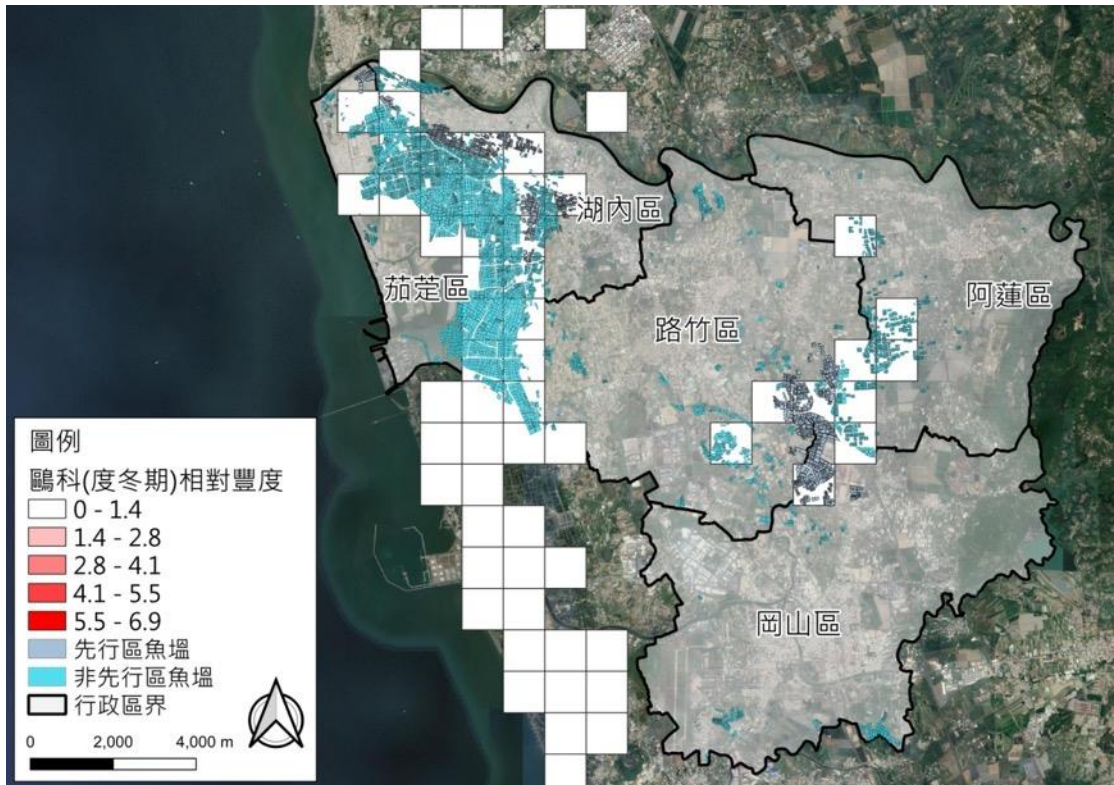 湖內區
茄萣區
阿蓮區
路竹區
岡山區
圖例
鷗科(度冬期)相對豐度
0 - 1.4
1.4 - 2.8
2.8 - 4.1
4.1 - 5.5
5.5 - 6.9
先行區魚塭
非先行區魚塭
行政區界
0 2,000 4,000 m